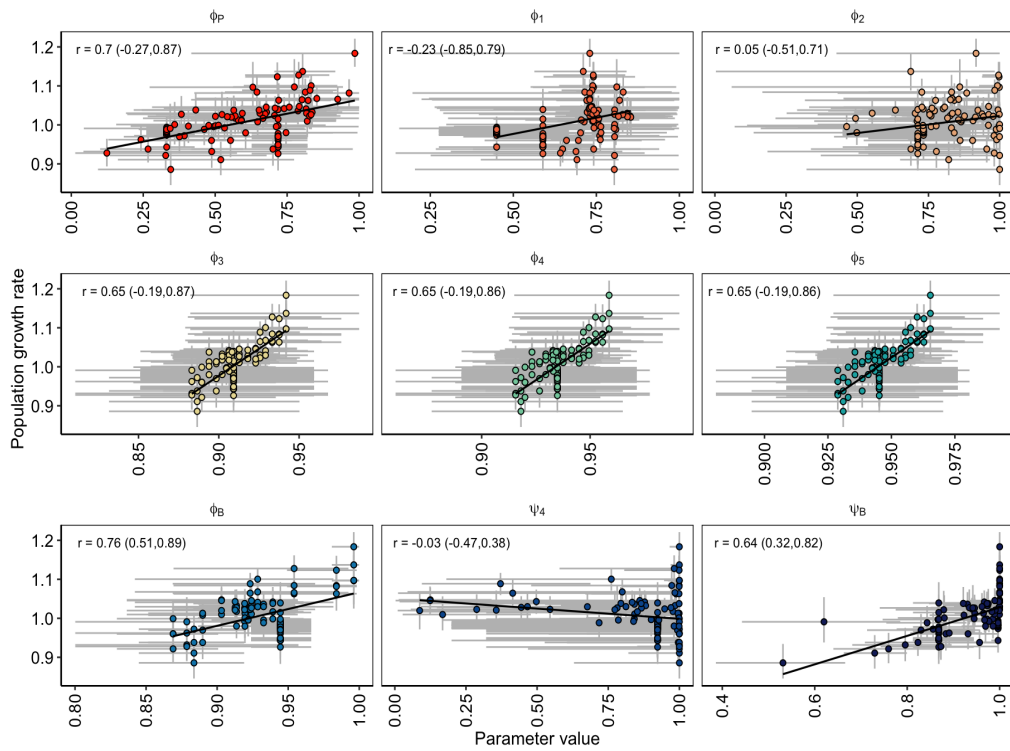 ϕP ϕ1 ϕ2
r = 0.7 (-0.27,0.87) r = -0.23 (-0.85,0.79) r = 0.05 (-0.51,0.71)
1.2
1.1
1.0
0.9
0.00 0.25 0.50 0.75 1.00 0.25 0.50 0.75 1.00 0.00 0.25 0.50 0.75 1.00
ϕ3 ϕ4 ϕ5
r = 0.65 (-0.19,0.87) r = 0.65 (-0.19,0.86) r = 0.65 (-0.19,0.86)
1.2
1.1
1.0
0.9
Population growth rate
0.85 0.90 0.95 0.90 0.95 0.900 0.925 0.950 0.975
ϕB ψ4 ψB
r = 0.76 (0.51,0.89) r = -0.03 (-0.47,0.38) r = 0.64 (0.32,0.82)
1.2
1.1
1.0
0.9
0.80 0.85 0.90 0.95 1.00 0.00 0.25 0.50 0.75 1.00 0.4 0.6 0.8 1.0
Parameter value